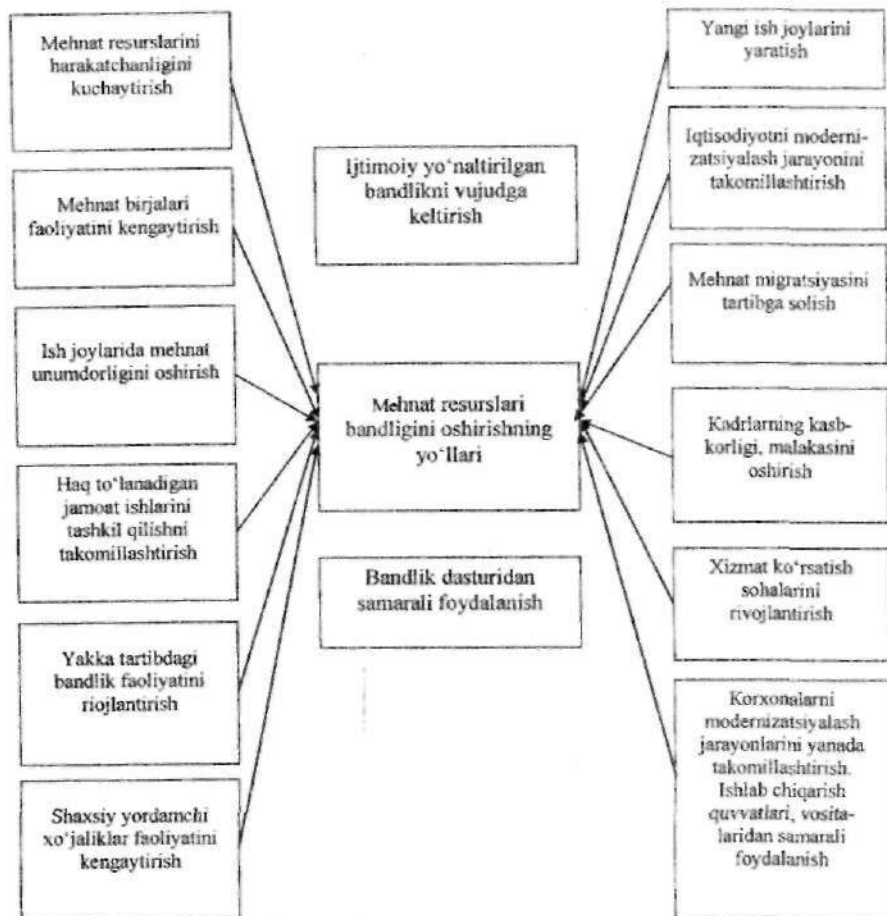 Mehnat resurslarini
harakatchanligini
kuchaytirish
Mehnat birjalari
faoliyatini kengaytirish
Ish joylarida mehnat
unumdorligini oshirish
Haq to‘lanadigan
jamoat ishlarini
tashkil qilishni
takomillashtirish
Yakka tartibdagi
bandlik faoliyatini
riojlantirish
Shaxsiy yordamchi
xo‘jaliklar faoliyatini
kengaytirish
Ijtimoiy yo‘naltirilgan
bandlikni vujudga
keltirish
Mehnat resurslari
bandligini oshirishning
yo‘llari
Bandlik dasturidan
samarali foydalanish
Yangi ish joylarini
yaratish
Iqtisodiyotni moderni-
zatsiyalash jarayonini
takomillashtirish
Mehnat migratsiyasini
tartibga solish
Kadrlarning kasb-
korligi, malakasini
oshirish
Xizmat ko‘rsatish
sohalarini
rivojlantirish
Korxonalarni
modernizatsiyalash
jarayonlarini yanada
takomillashtirish.
Ishlab chiqarish
quvvatlari, vosita-
laridan samarali
foydalanish